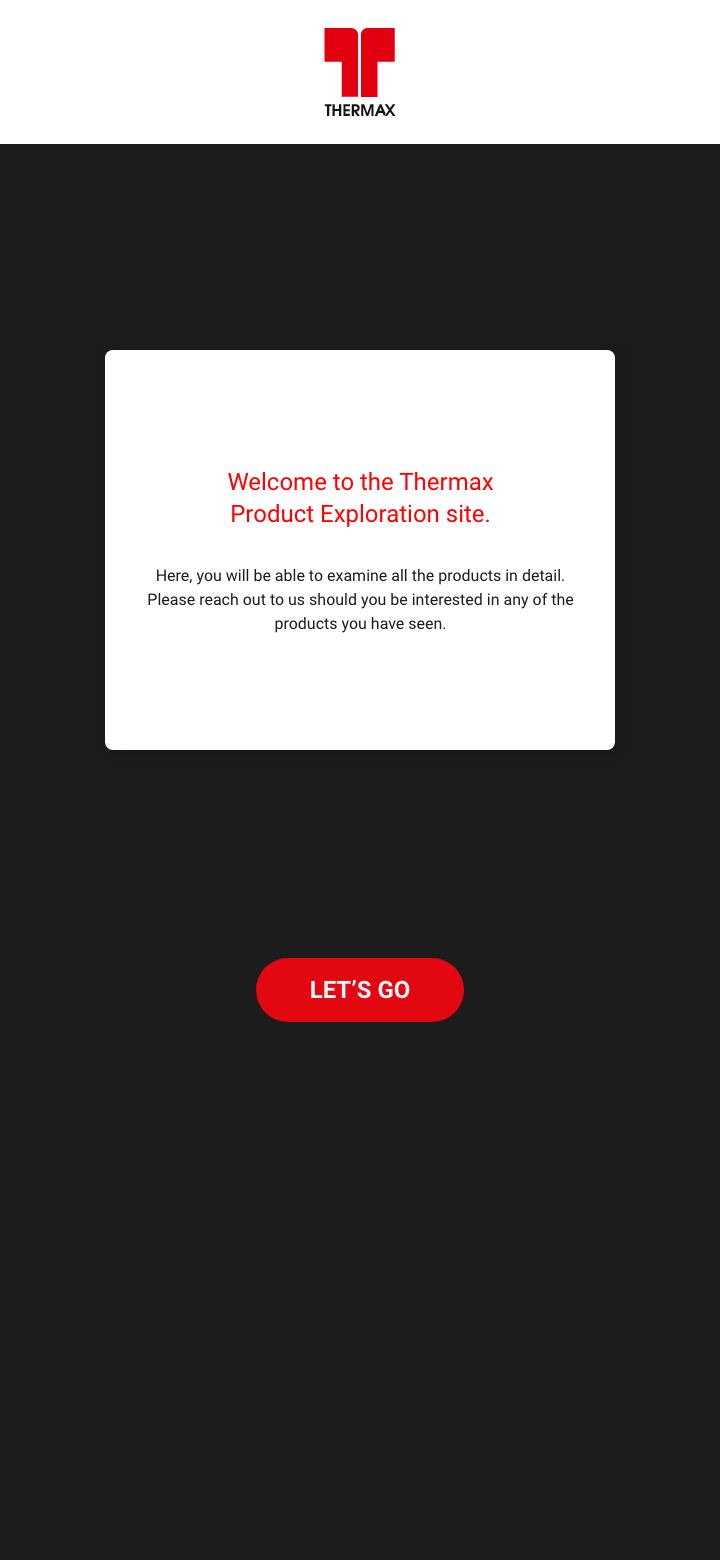 THERMAX
Welcome to the Thermax
Product Exploration site.
Here, you will be able to examine all the products in detail.
Please reach out to us should you be interested in any of the
products you have seen.
LET’S GO